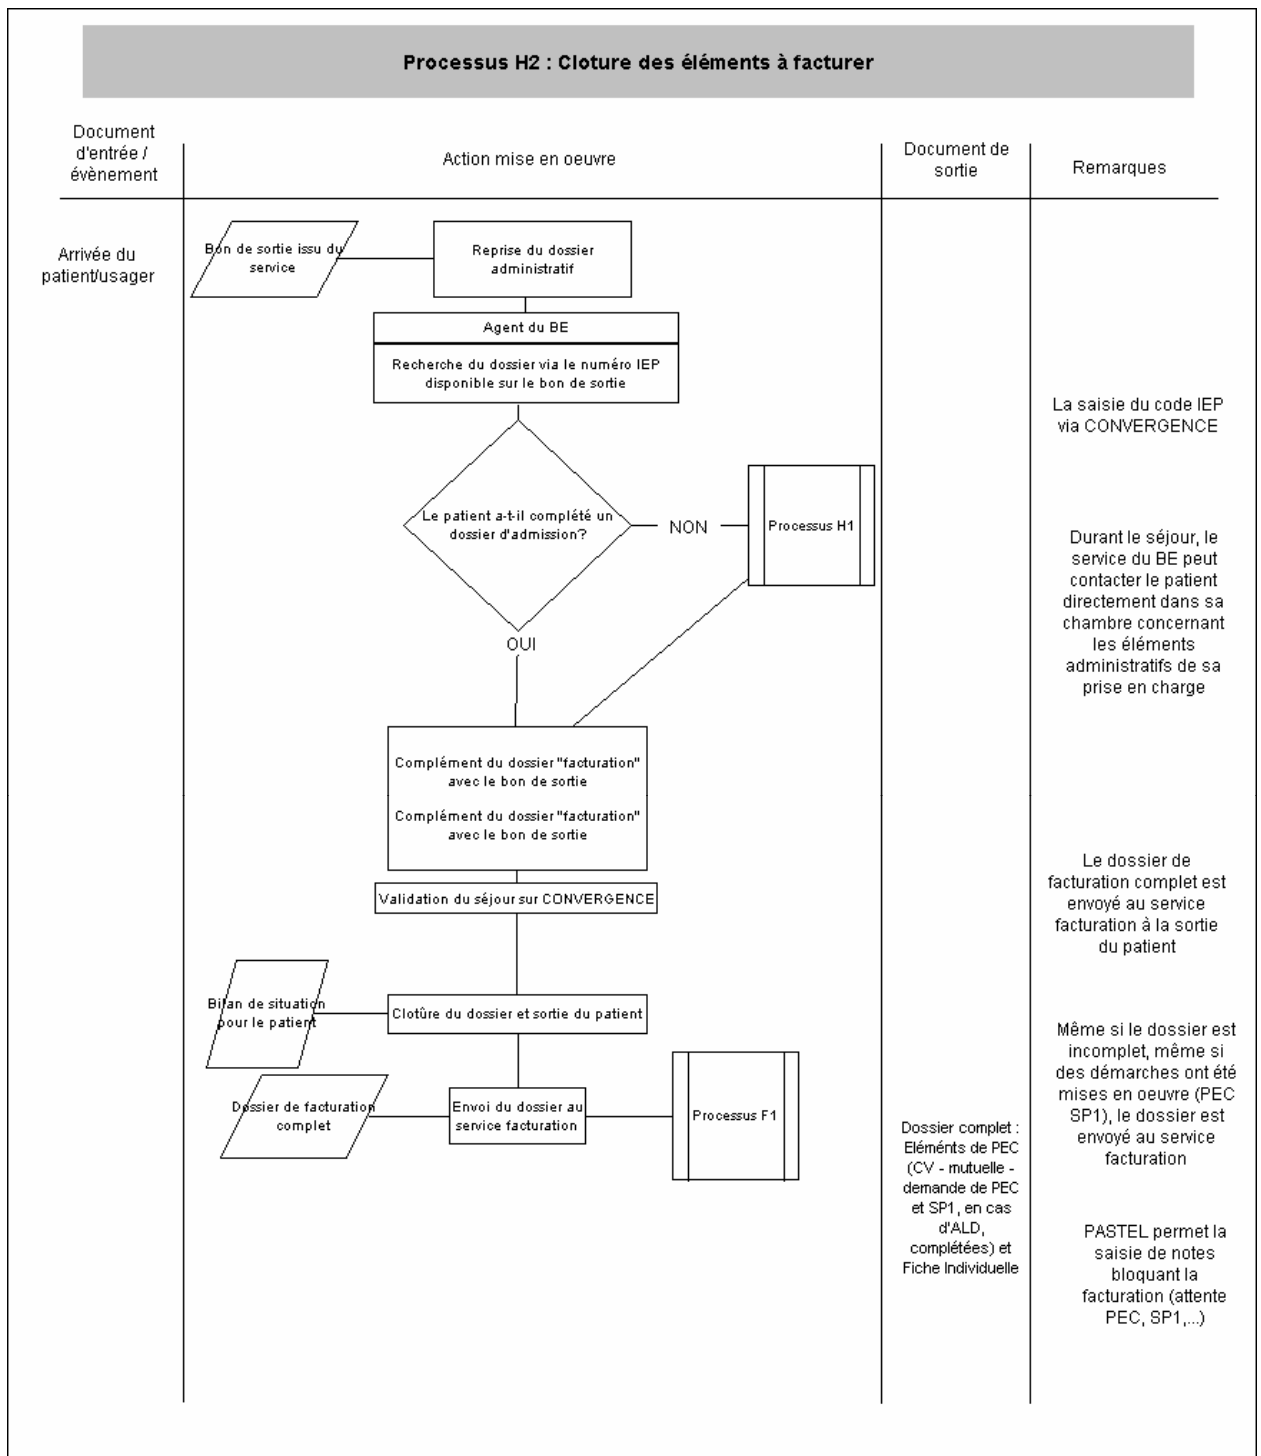 Processus H2 : Cloture des éléments à facturer
Document
d'entrée /
évènement
Action mise en oeuvre
Document de
sortie
Remarques
Arrivée du
patient/usager
Bon de sortie issu du
service
Reprise du dossier
administratif
Agent du BE
Recherche du dossier via le numéro IEP
disponible sur le bon de sortie
La saisie du code IEP
via CONVERGENCE
Le patient a-t-il complété un
dossier d'admission?
NON
Processus H1
Durant le séjour, le
service du BE peut
contacter le patient
directement dans sa
chambre concernant
les éléments
administratifs de sa
prise en charge
OUI
Complément du dossier "facturation"
avec le bon de sortie
Complément du dossier "facturation"
avec le bon de sortie
Validation du séjour sur CONVERGENCE
Le dossier de
facturation complet est
envoyé au service
facturation à la sortie
du patient
Bilan de situation
pour le patient
Clotûre du dossier et sortie du patient
Même si le dossier est
incomplet, même si
des démarches ont été
mises en oeuvre (PEC
SP1), le dossier est
envoyé au service
facturation
Dossier de facturation
complet
Envoi du dossier au
service facturation
Processus F1
Dossier complet :
Eléménts de PEC
(CV - mutuelle -
demande de PEC
et SP1, en cas
d'ALD,
complétées) et
Fiche Individuelle
PASTEL permet la
saisie de notes
bloquant la
facturation (attente
PEC, SP1,...)